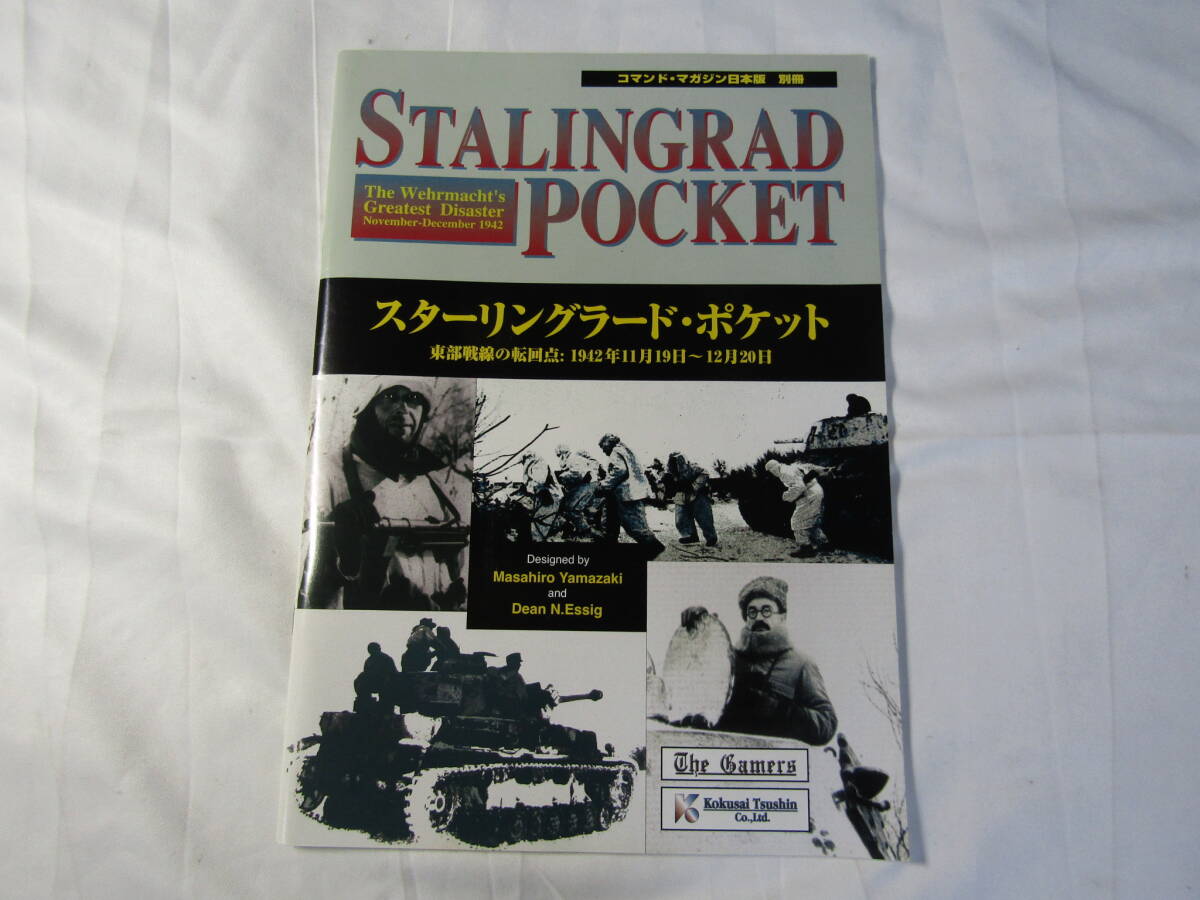 コマンド・マガジン日本版 別冊
STALINGRAD
POCKET
The Wehrmacht's
Greatest Disaster
November-December 1942
スターリングラード・ポケット
東部戦線の転回点: 1942年11月19日～12月20日
Designed by
Masahiro Yamazaki
and
Dean N.Essig
The Gamers
Kokusai Tsushin
Co.,Ltd.